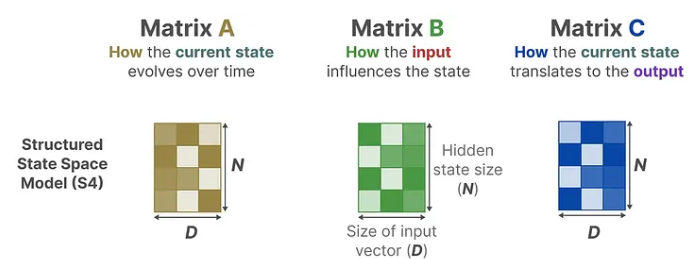 Matrix A
How the current state
evolves over time
Matrix B
How the input
influences the state
Matrix C
How the current state
translates to the output
Structured
State Space
Model (S4)
N
D
Hidden
state size
(N)
Size of input
vector (D)
N
D